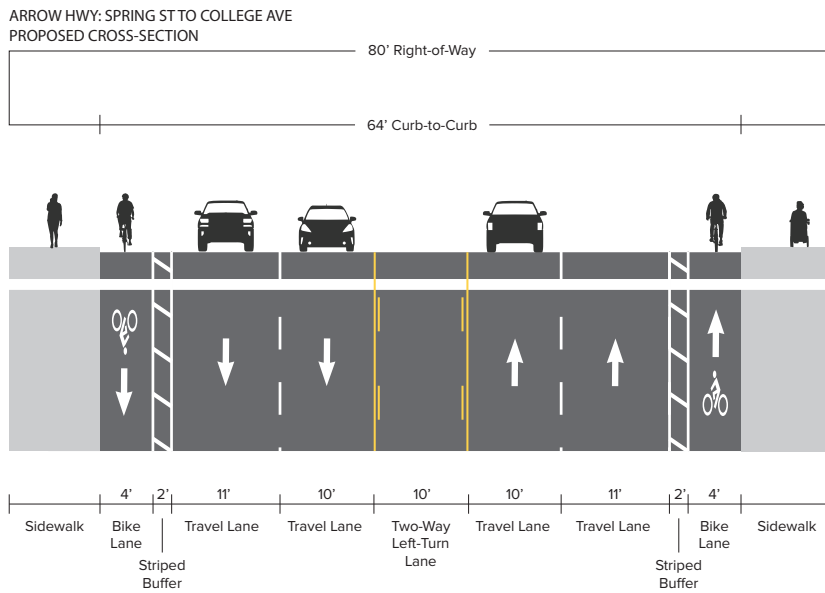 ARROW HWY: SPRING ST TO COLLEGE AVE
PROPOSED CROSS-SECTION
80’ Right-of-Way
64’ Curb-to-Curb
4’ 2’ 11’ 10’ 10’ 10’ 11’ 2’ 4’
Sidewalk Bike Travel Lane Travel Lane Two-Way Travel Lane Travel Lane Bike Sidewalk
Lane Left-Turn Lane
Lane
Striped Striped
Buffer Buffer